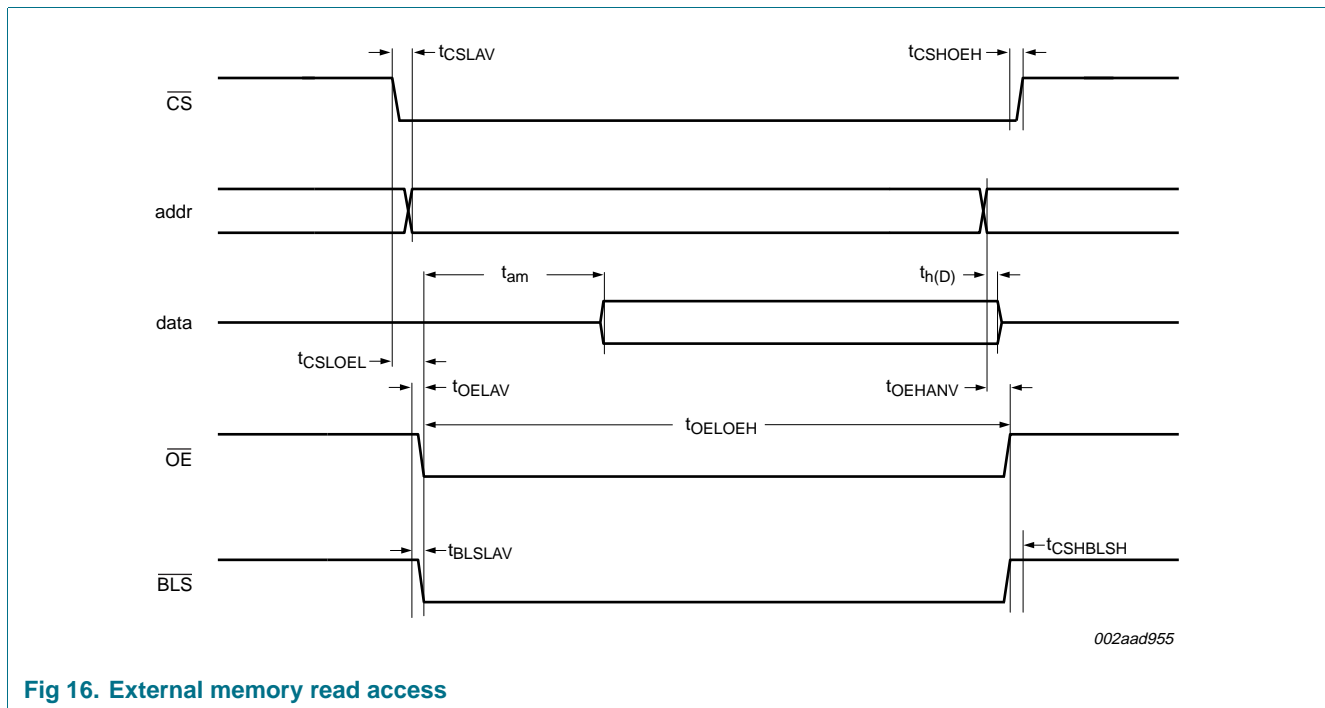 tCSLAV
tCSHOEH
CS
addr
tam
th(D)
data
tCSLOEL
tOELAV
tOEHANV
tOELOEH
OE
tBLSLAV
tCSHBLSH
BLS
002aad955
Fig 16. External memory read access